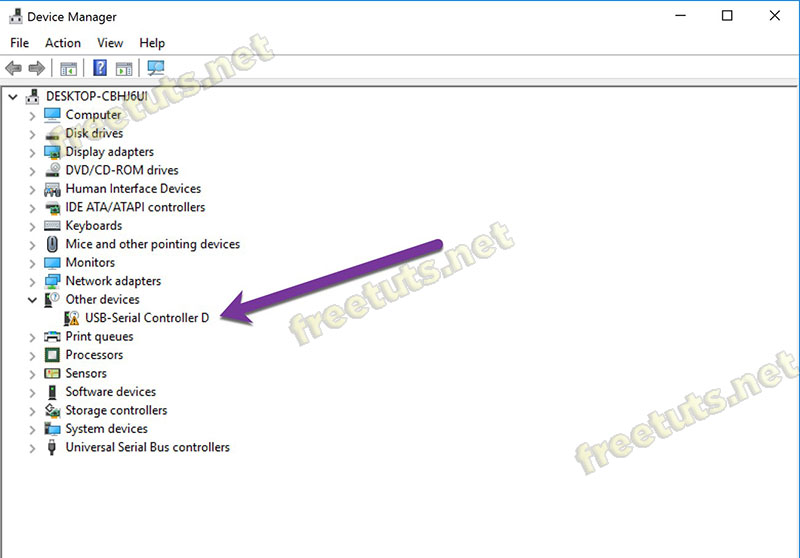 Device Manager
File Action View Help
DESKTOP-CBHJ6UI
Computer
Disk drives
Display adapters
DVD/CD-ROM drives
Human Interface Devices
IDE ATA/ATAPI controllers
Keyboards
Mice and other pointing devices
Monitors
Network adapters
Other devices
USB-Serial Controller D
Print queues
Processors
Sensors
Software devices
Storage controllers
System devices
Universal Serial Bus controllers
freetuts.net
freetuts.net
freetuts.net